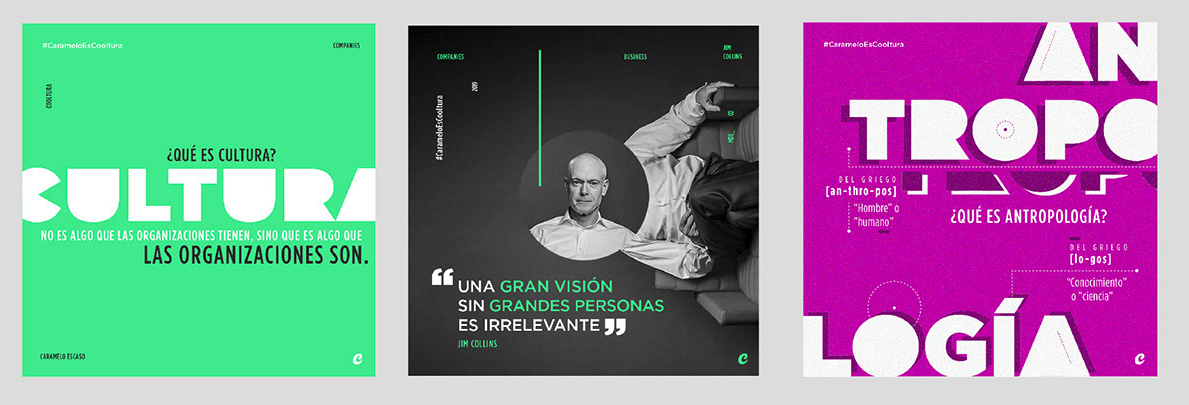 #CarameloEsCooltura
COMPANIES
COOLTURA
¿QUÉ ES CULTURA?
CULTURA
NO ES ALGO QUE LAS ORGANIZACIONES TIENEN, SINO QUE ES ALGO QUE
LAS ORGANIZACIONES SON.
CARAMELO ESCASO
C
COMPANIES
BUSINESS
JIM
COLLINS
2019
#CarameloEsCooltura
MDE_
“UNA GRAN VISIÓN
SIN GRANDES PERSONAS
ES IRRELEVANTE”
JIM COLLINS
C
#CarameloEsCooltura
AN
TROPO
DEL GRIEGO
[an-thro-pos]
"Hombre" o
"humano"
¿QUÉ ES ANTROPOLOGÍA?
DEL GRIEGO
[lo-gos]
"Conocimiento"
o "ciencia"
LOGÍA
C